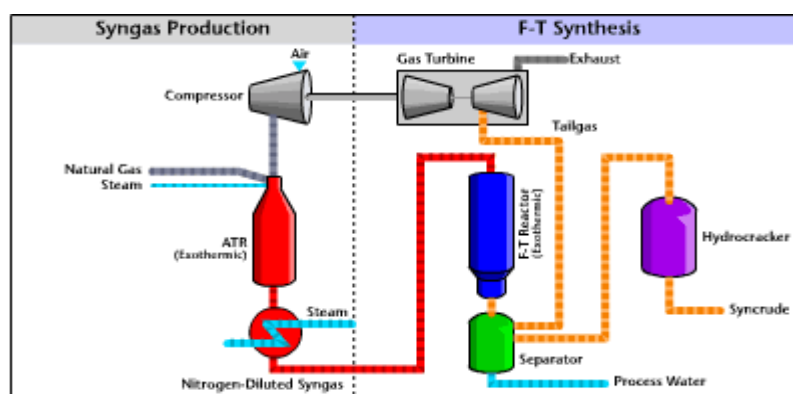 Syngas Production
F-T Synthesis
Air
Gas Turbine
Exhaust
Compressor
Tailgas
Natural Gas
Steam
ATR
(Exothermic)
F-T Reactor
(Exothermic)
Hydrocracker
Steam
Syncrude
Separator
Nitrogen-Diluted Syngas
Process Water